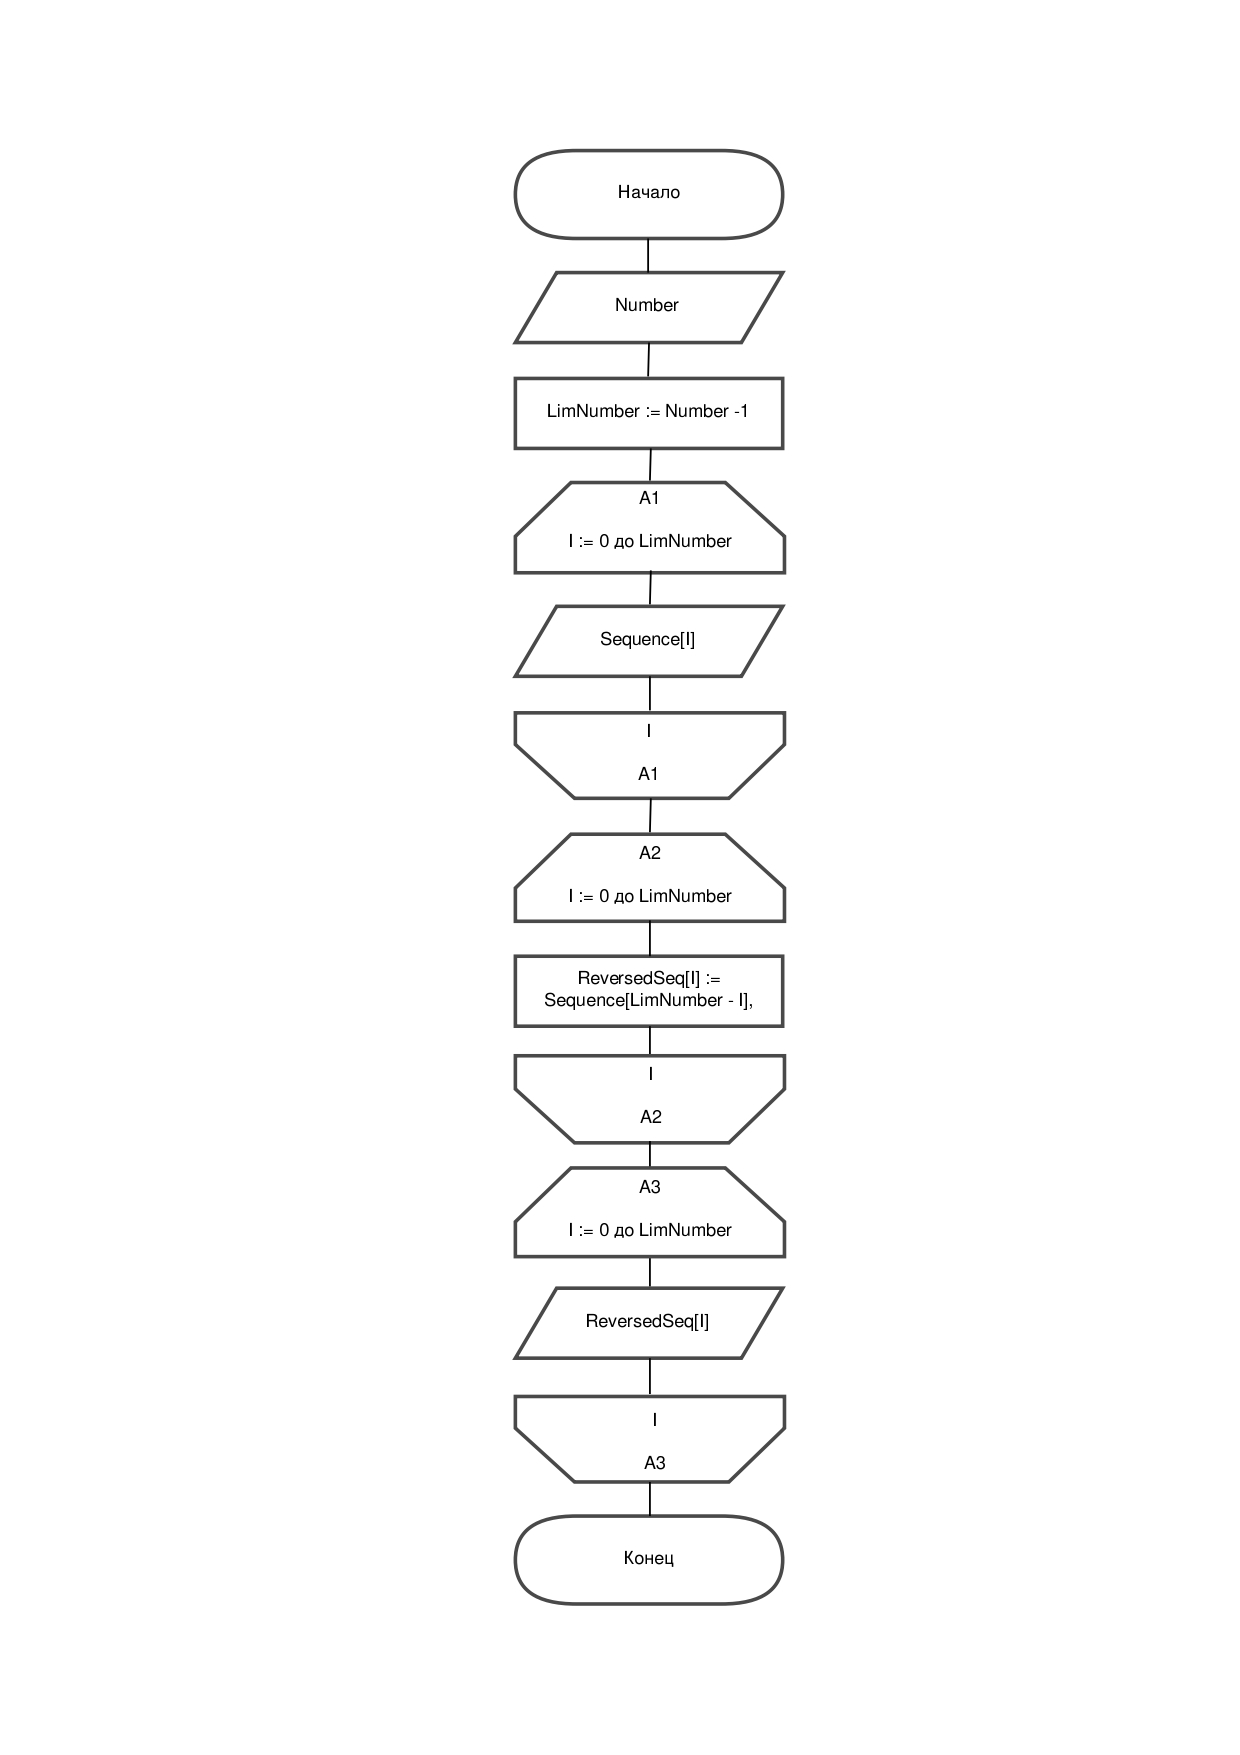 Начало
Number
LimNumber := Number -1
A1
I := 0 до LimNumber
Sequence[I]
I
A1
A2
I := 0 до LimNumber
ReversedSeq[I] :=
Sequence[LimNumber - I],
I
A2
A3
I := 0 до LimNumber
ReversedSeq[I]
I
A3
Конец